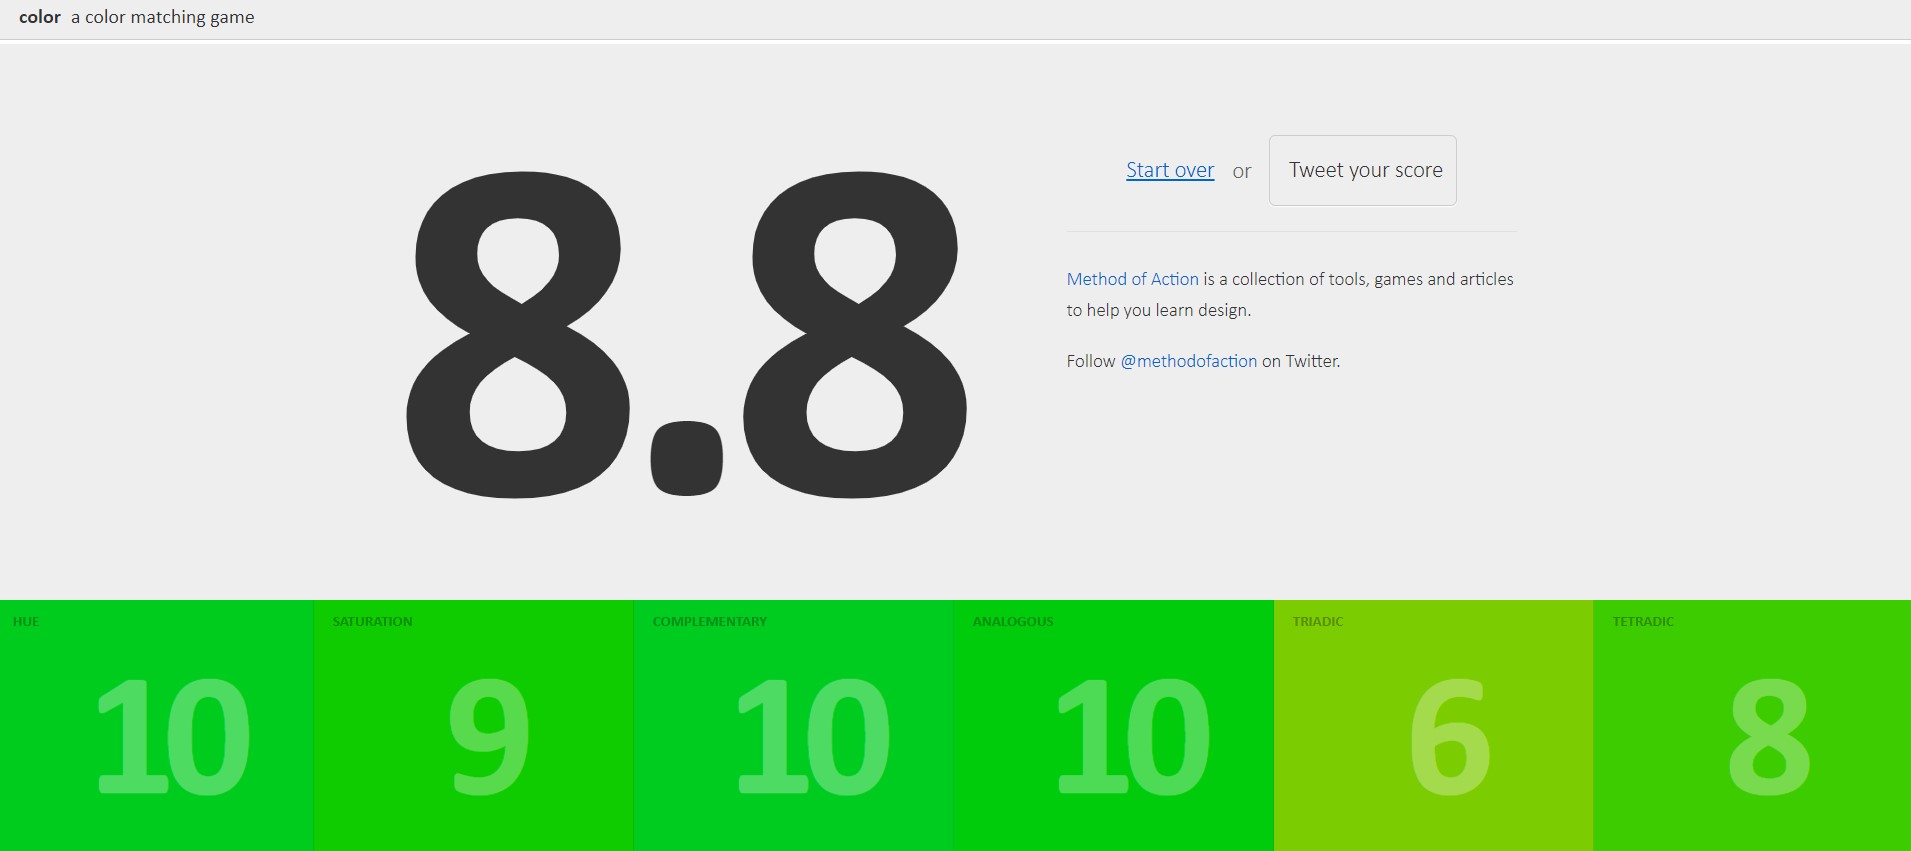 color a color matching game
8.8
Start over or Tweet your score
Method of Action is a collection of tools, games and articles
to help you learn design.
Follow @methodofaction on Twitter.
HUE
10
SATURATION
9
COMPLEMENTARY
10
ANALOGOUS
10
TRIADIC
6
TETRADIC
8